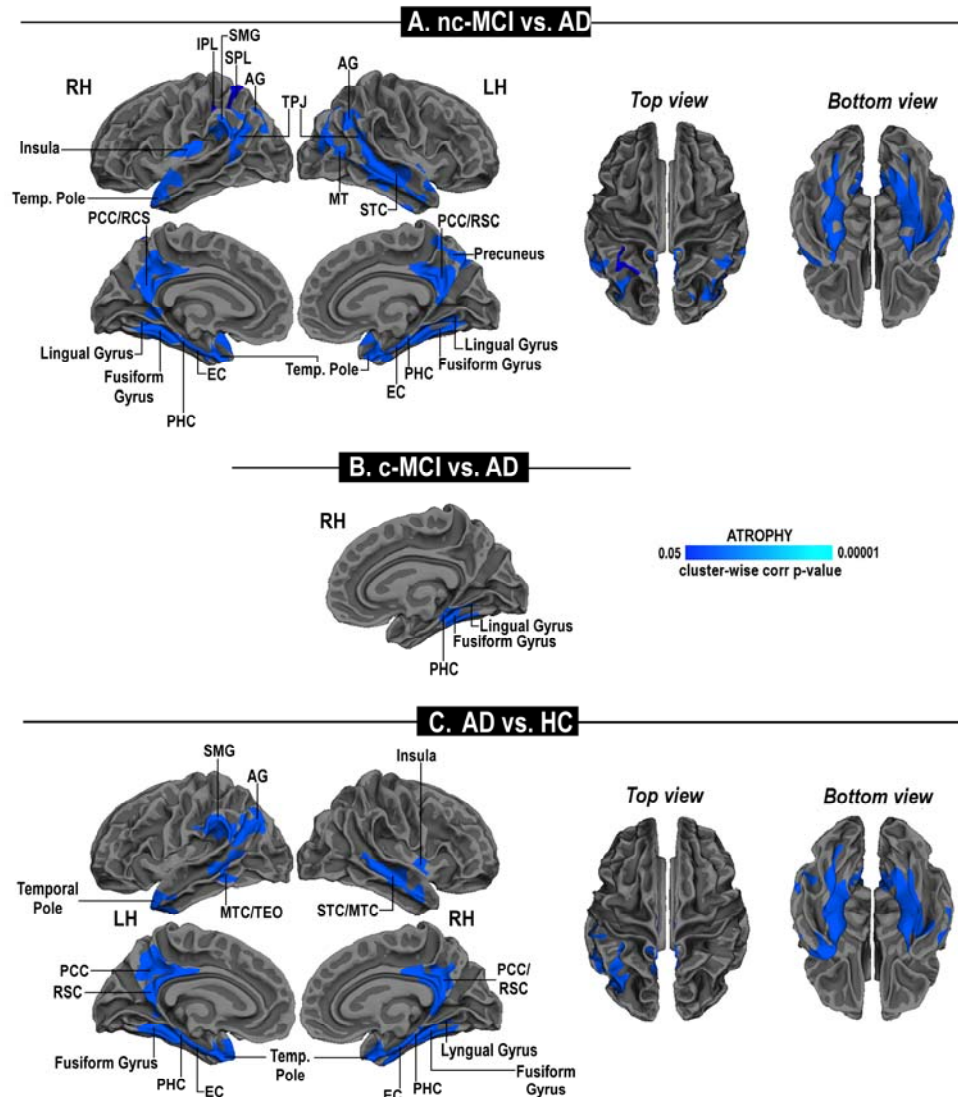 A. nc-MCI vs. AD
SMG
IPL
SPL
AG
AG
RH
LH
TPJ
Top view
Bottom view
Insula
Temp. Pole
MT
STC
PCC/RCS
PCC/RSC
Precuneus
Lingual Gyrus
Lingual Gyrus
Fusiform
Gyrus
EC
Temp. Pole
PHC
Fusiform Gyrus
EC
PHC
B. c-MCI vs. AD
RH
ATROPHY
0.05
0.00001
cluster-wise corr p-value
Lingual Gyrus
Fusiform Gyrus
PHC
C. AD vs. HC
SMG
Insula
AG
Top view
Bottom view
Temporal
Pole
LH
MTC/TEO
STC/MTC
RH
PCC
RSC
PCC/
RSC
Fusiform Gyrus
Temp.
Pole
Lyngual Gyrus
PHC
EC
EC
PHC
Fusiform
Gyrus